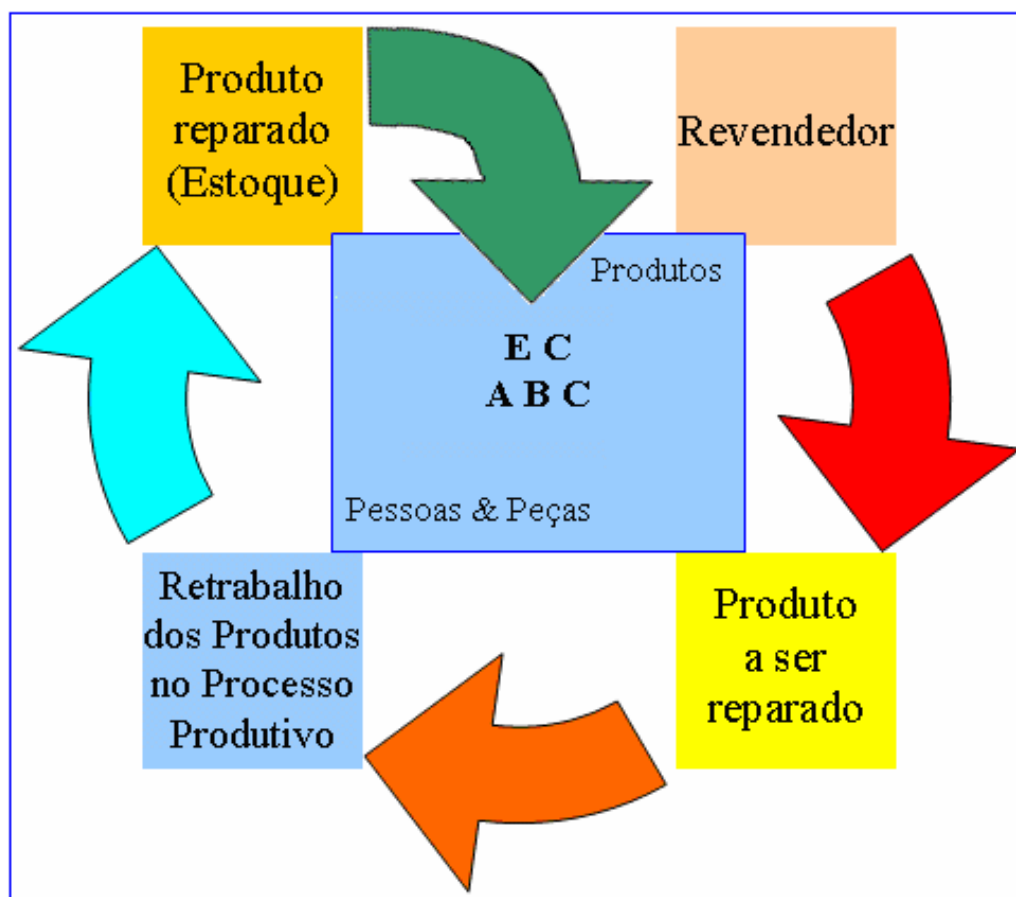 Produto
reparado
(Estoque)
Revendedor
Produtos
E C
A B C
Pessoas & Peças
Retrabalho
dos Produtos
no Processo
Produtivo
Produto
a ser
reparado